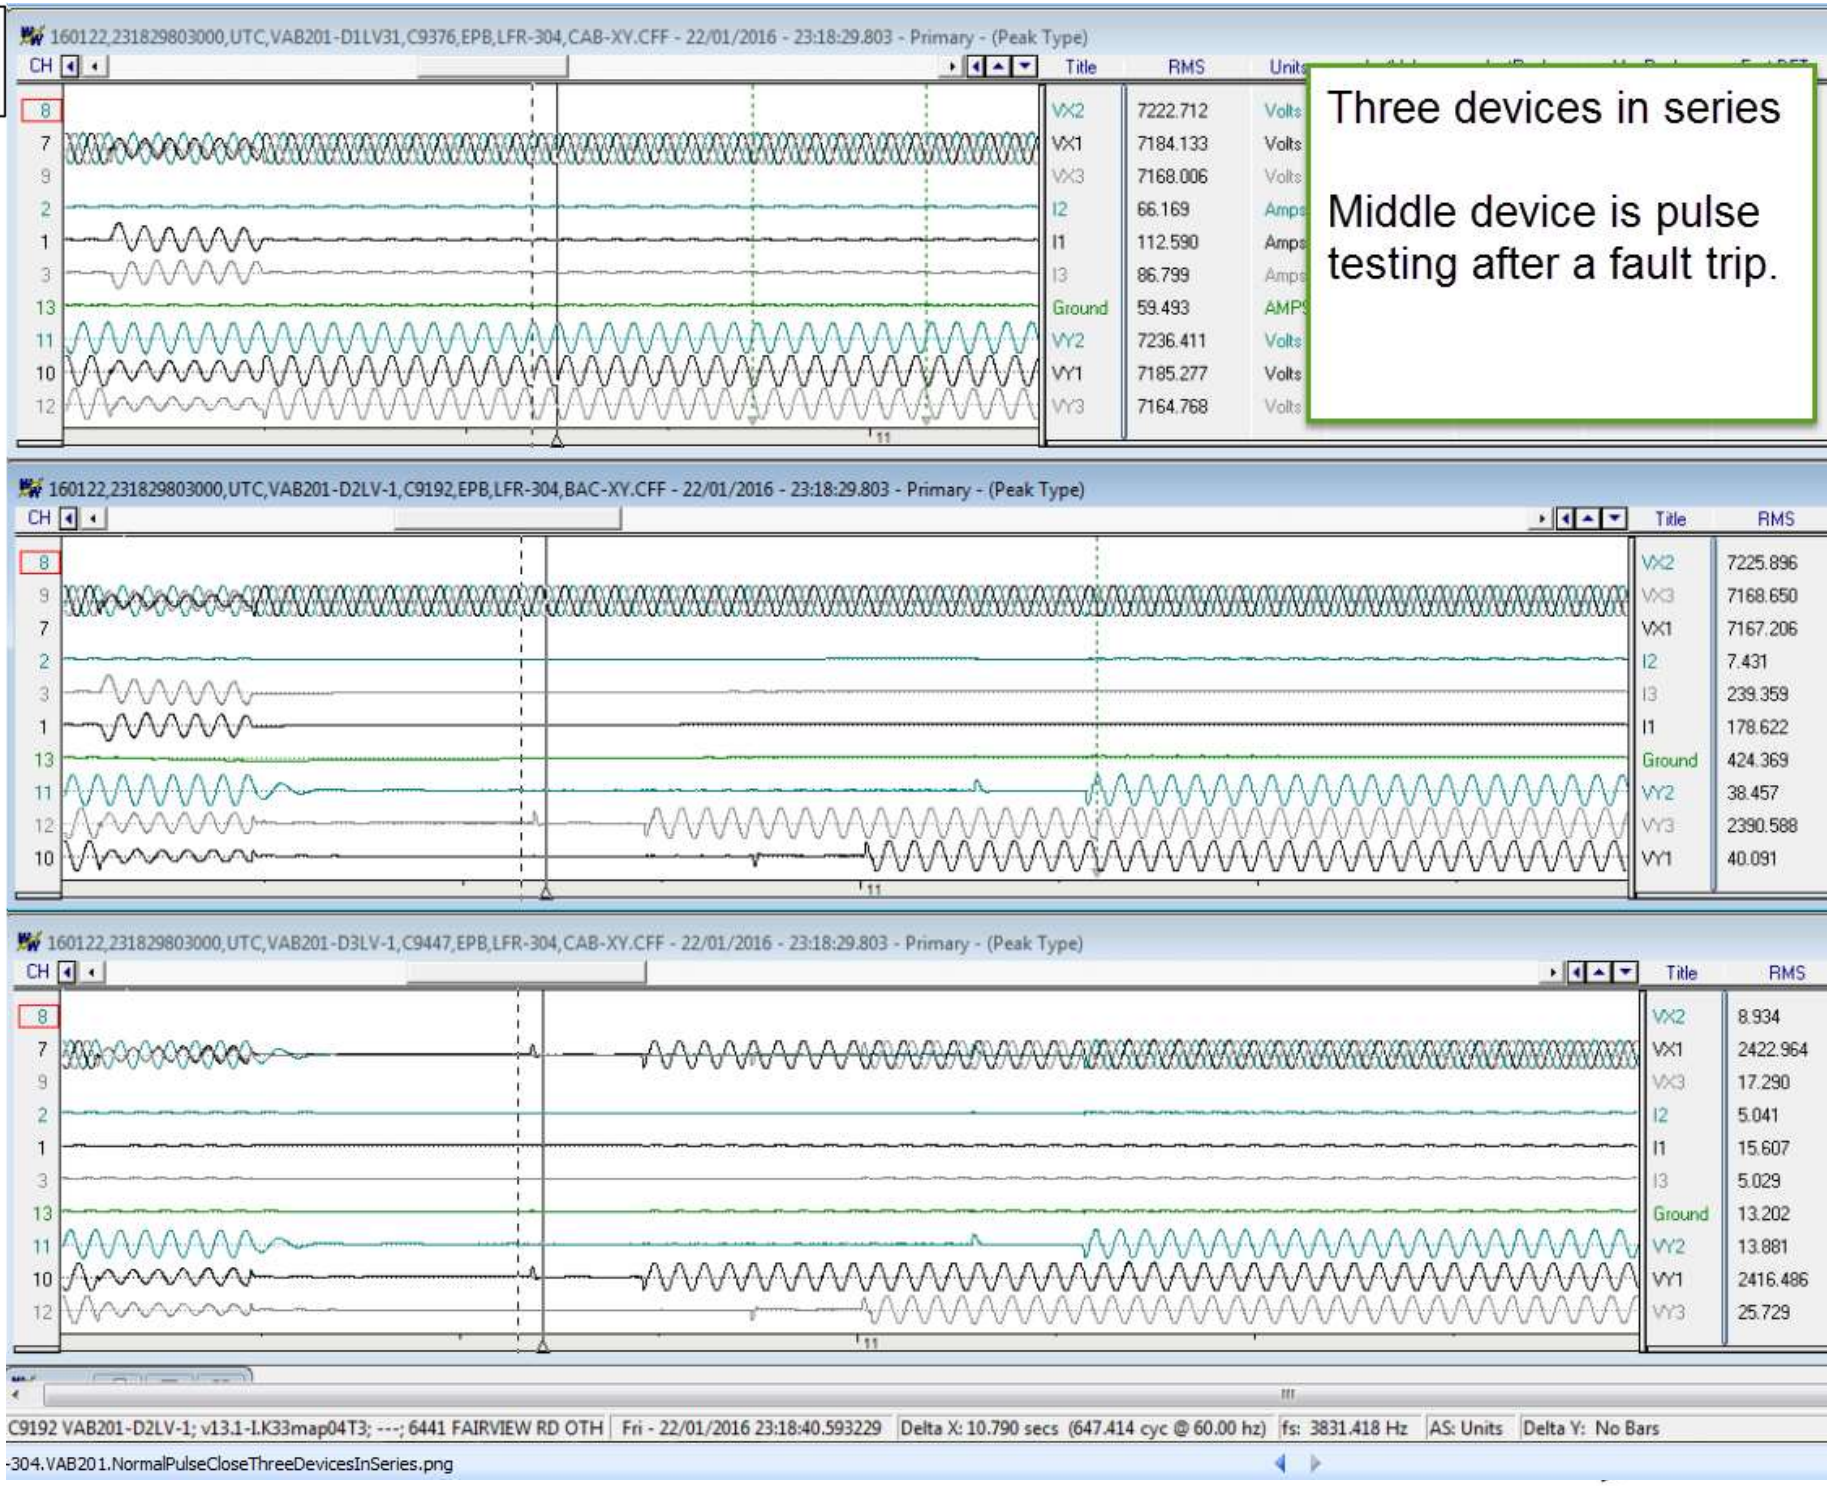 160122,231829803000,UTC,VAB201-D1LV31,C9376,EPB,LFR-304,CAB-XY.CFF - 22/01/2016 - 23:18:29.803 - Primary - (Peak Type)
CH Title RMS Units
8 VX2 7222.712 Volts
7 VX1 7184.133 Volts
9 VX3 7168.006 Volts
2 I2 66.169 Amps
1 I1 112.590 Amps
3 I3 86.799 Amps
13 Ground 59.493 AMPS
11 VY2 7236.411 Volts
10 VY1 7185.277 Volts
12 VY3 7164.768 Volts
11
Three devices in series
Middle device is pulse
testing after a fault trip.
160122,231829803000,UTC,VAB201-D2LV-1,C9192,EPB,LFR-304,BAC-XY.CFF - 22/01/2016 - 23:18:29.803 - Primary - (Peak Type)
CH Title RMS
8 VX2 7225.896
9 VX3 7168.650
7 VX1 7167.206
2 I2 7.431
3 I3 239.359
1 I1 178.622
13 Ground 424.369
11 VY2 38.457
12 VY3 2390.588
10 VY1 40.091
11
160122,231829803000,UTC,VAB201-D3LV-1,C9447,EPB,LFR-304,CAB-XY.CFF - 22/01/2016 - 23:18:29.803 - Primary - (Peak Type)
CH Title RMS
8 VX2 8.934
7 VX1 2422.964
9 VX3 17.290
2 I2 5.041
1 I1 15.607
3 I3 5.029
13 Ground 13.202
11 VY2 13.881
10 VY1 2416.486
12 VY3 25.729
11
C9192 VAB201-D2LV-1; v13.1-I.K33map04T3; ---; 6441 FAIRVIEW RD OTH Fri - 22/01/2016 23:18:40.593229 Delta X: 10.790 secs (647.414 cyc @ 60.00 hz) fs: 3831.418 Hz AS: Units Delta Y: No Bars
-304.VAB201.NormalPulseCloseThreeDevicesInSeries.png